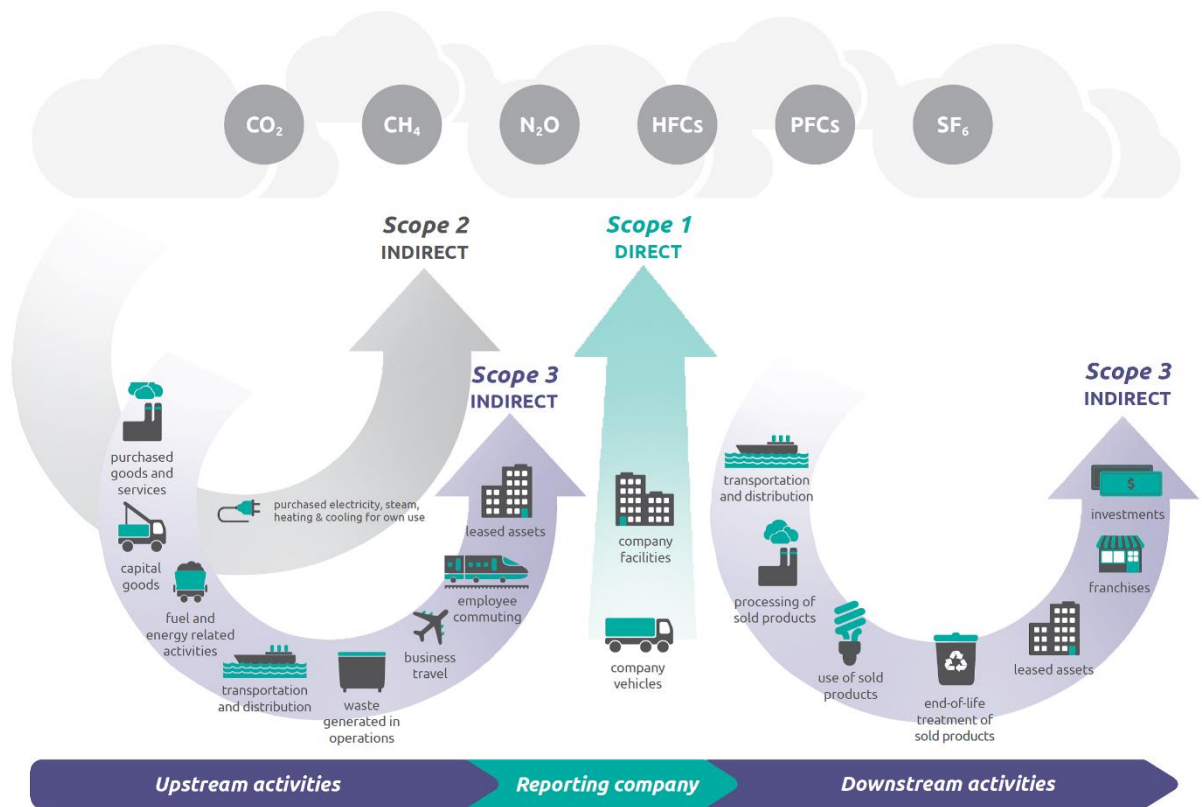 CO₂
CH₄
N₂O
HFCs
PFCs
SF₆
Scope 2
INDIRECT
Scope 1
DIRECT
Scope 3
INDIRECT
Scope 3
INDIRECT
purchased
goods and
services
capital
goods
fuel and
energy related
activities
purchased electricity, steam,
heating & cooling for own use
transportation
and distribution
waste
generated in
operations
business
travel
employee
commuting
leased assets
company
facilities
company
vehicles
transportation
and distribution
processing of
sold products
use of sold
products
end-of-life
treatment of
sold products
leased assets
franchises
$
investments
Upstream activities
Reporting company
Downstream activities